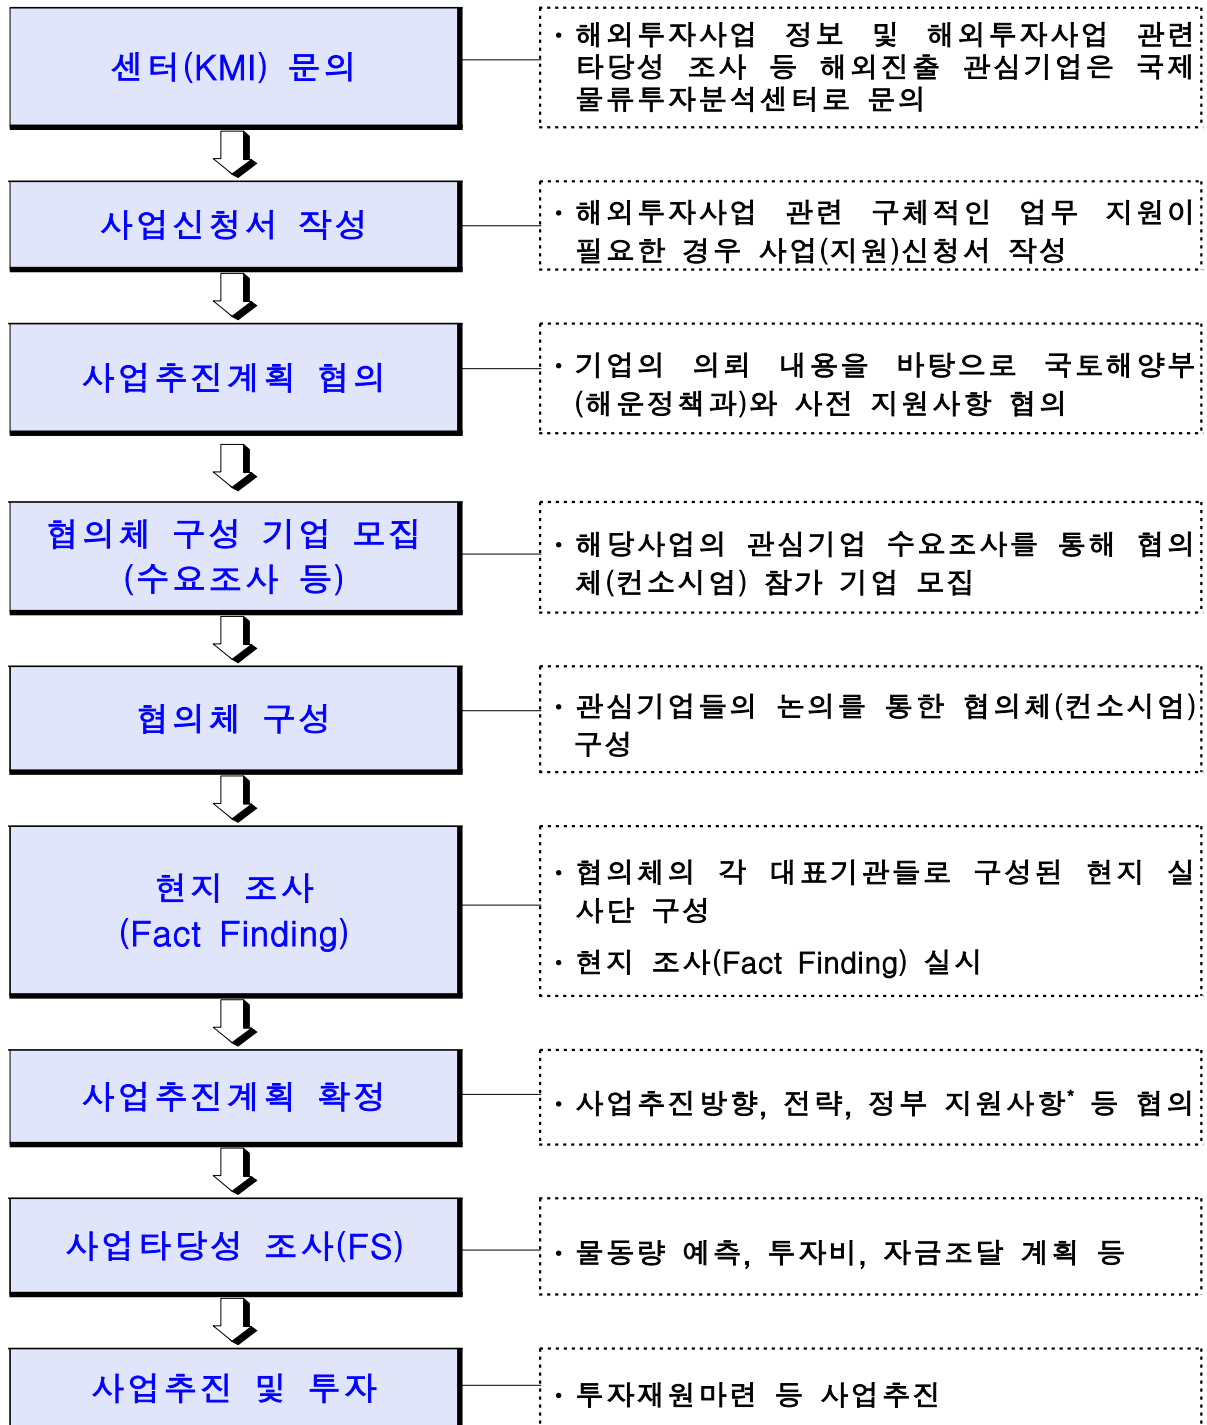 센터(KMI) 문의
· 해외투자사업 정보 및 해외투자사업 관련
타당성 조사 등 해외진출 관심기업은 국제
물류투자분석센터로 문의
사업신청서 작성
· 해외투자사업 관련 구체적인 업무 지원이
필요한 경우 사업(지원)신청서 작성
사업추진계획 협의
· 기업의 의뢰 내용을 바탕으로 국토해양부
(해운정책과)와 사전 지원사항 협의
협의체 구성 기업 모집
(수요조사 등)
· 해당사업의 관심기업 수요조사를 통해 협의
체(컨소시엄) 참가 기업 모집
협의체 구성
· 관심기업들의 논의를 통한 협의체(컨소시엄)
구성
현지 조사
(Fact Finding)
· 협의체의 각 대표기관들로 구성된 현지 실
사단 구성
· 현지 조사(Fact Finding) 실시
사업추진계획 확정
· 사업추진방향, 전략, 정부 지원사항* 등 협의
사업타당성 조사(FS)
· 물동량 예측, 투자비, 자금조달 계획 등
사업추진 및 투자
· 투자재원마련 등 사업추진